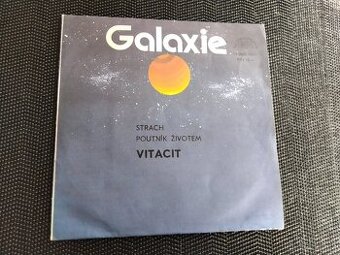 Galaxie
STRACH
POUTNÍK ŽIVOTEM
VITACIT